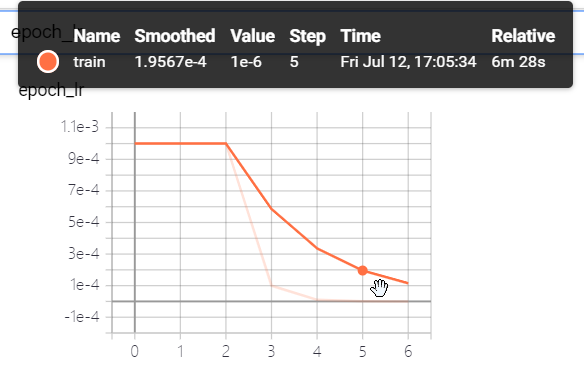 epoch_lr
Name Smoothed Value Step Time Relative
train 1.9567e-4 1e-6 5 Fri Jul 12, 17:05:34 6m 28s
epoch_lr
1.1e-3
9e-4
7e-4
5e-4
3e-4
1e-4
-1e-4
0 1 2 3 4 5 6